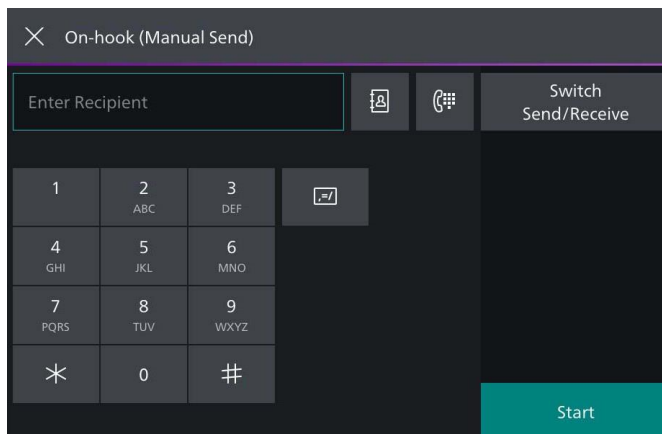 On-hook (Manual Send)
Enter Recipient
Switch
Send/Receive
1 2 3 ,=/
ABC DEF
4 5 6
GHI JKL MNO
7 8 9
PQRS TUV WXYZ
* 0 #
Start